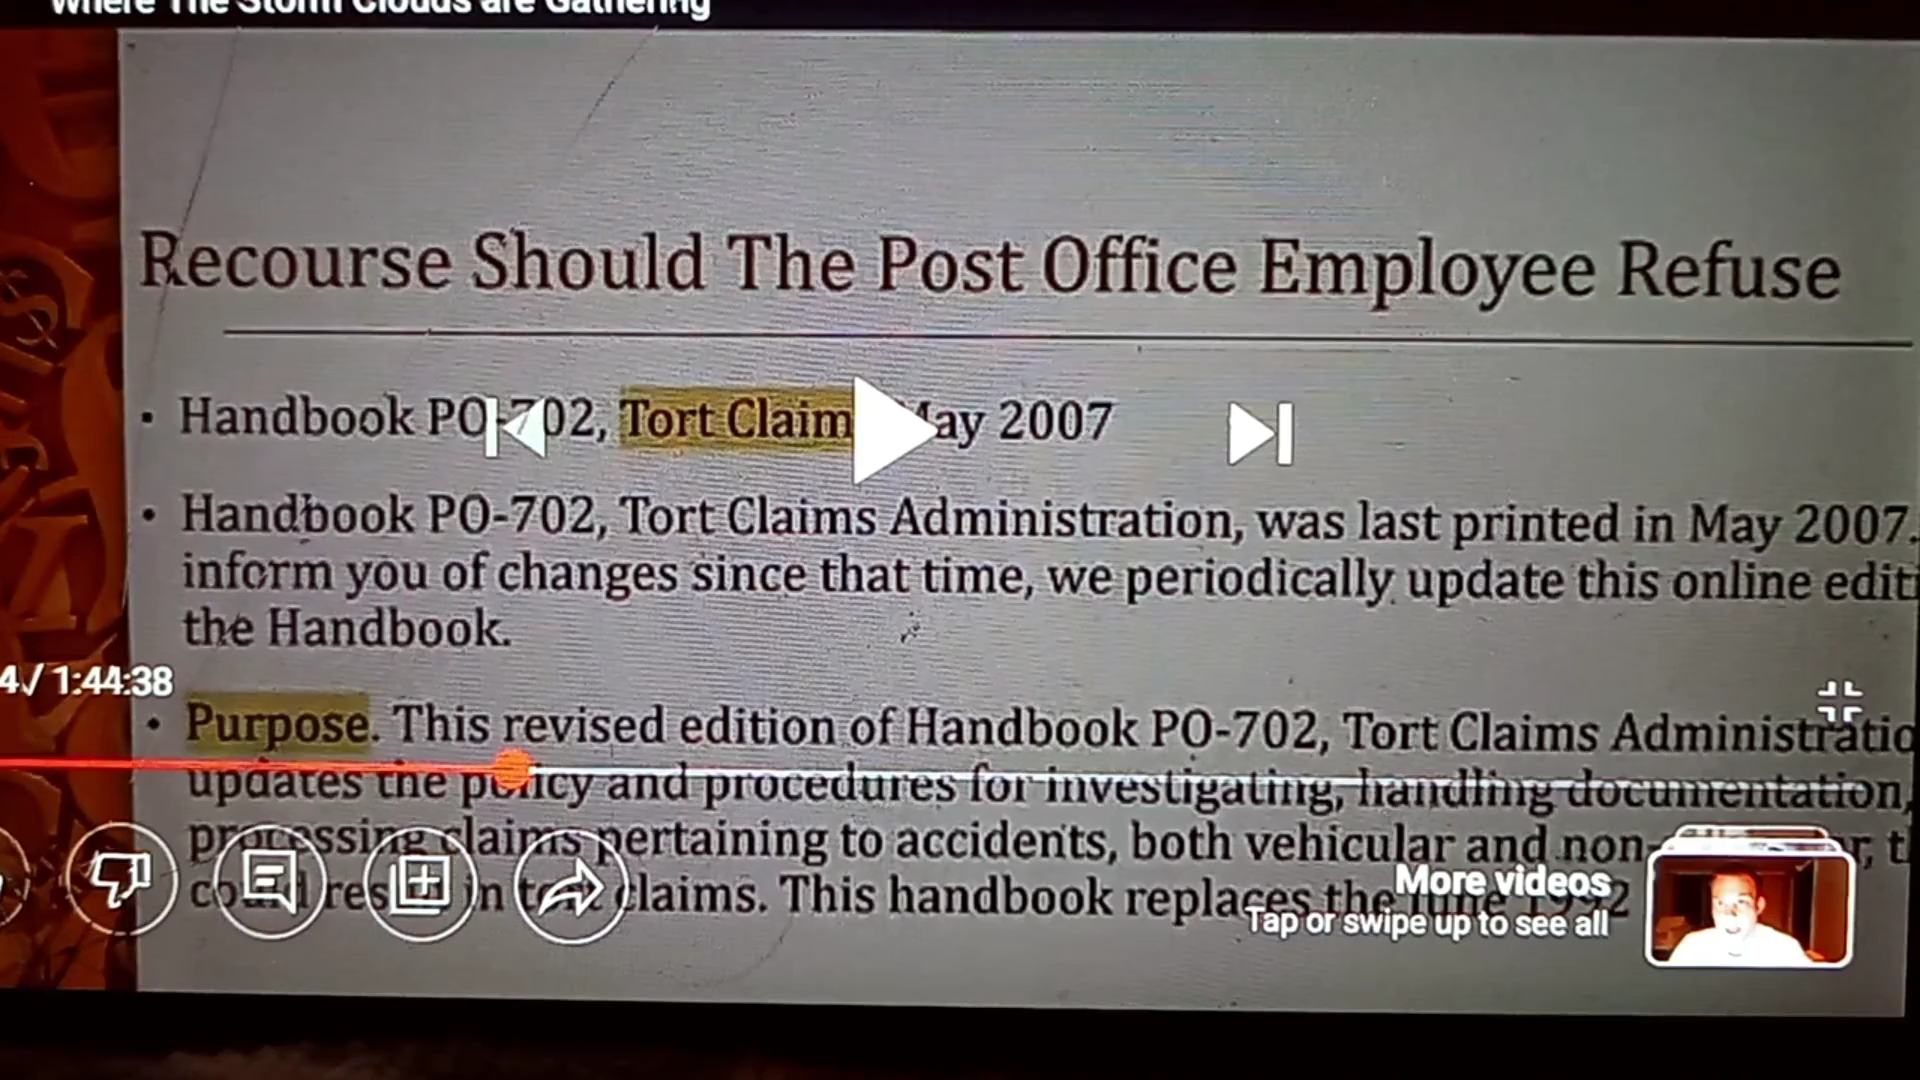 Where The Storm Clouds are Gathering
Recourse Should The Post Office Employee Refuse
• Handbook PO-702, Tort Claim May 2007
• Handbook PO-702, Tort Claims Administration, was last printed in May 2007.
inform you of changes since that time, we periodically update this online editi
the Handbook.
4 / 1:44:38
• Purpose. This revised edition of Handbook PO-702, Tort Claims Administratio
updates the policy and procedures for investigating, handling documentation,
processing claims pertaining to accidents, both vehicular and non-
in tort claims. This handbook replaces the June 1992
More videos
Tap or swipe up to see all